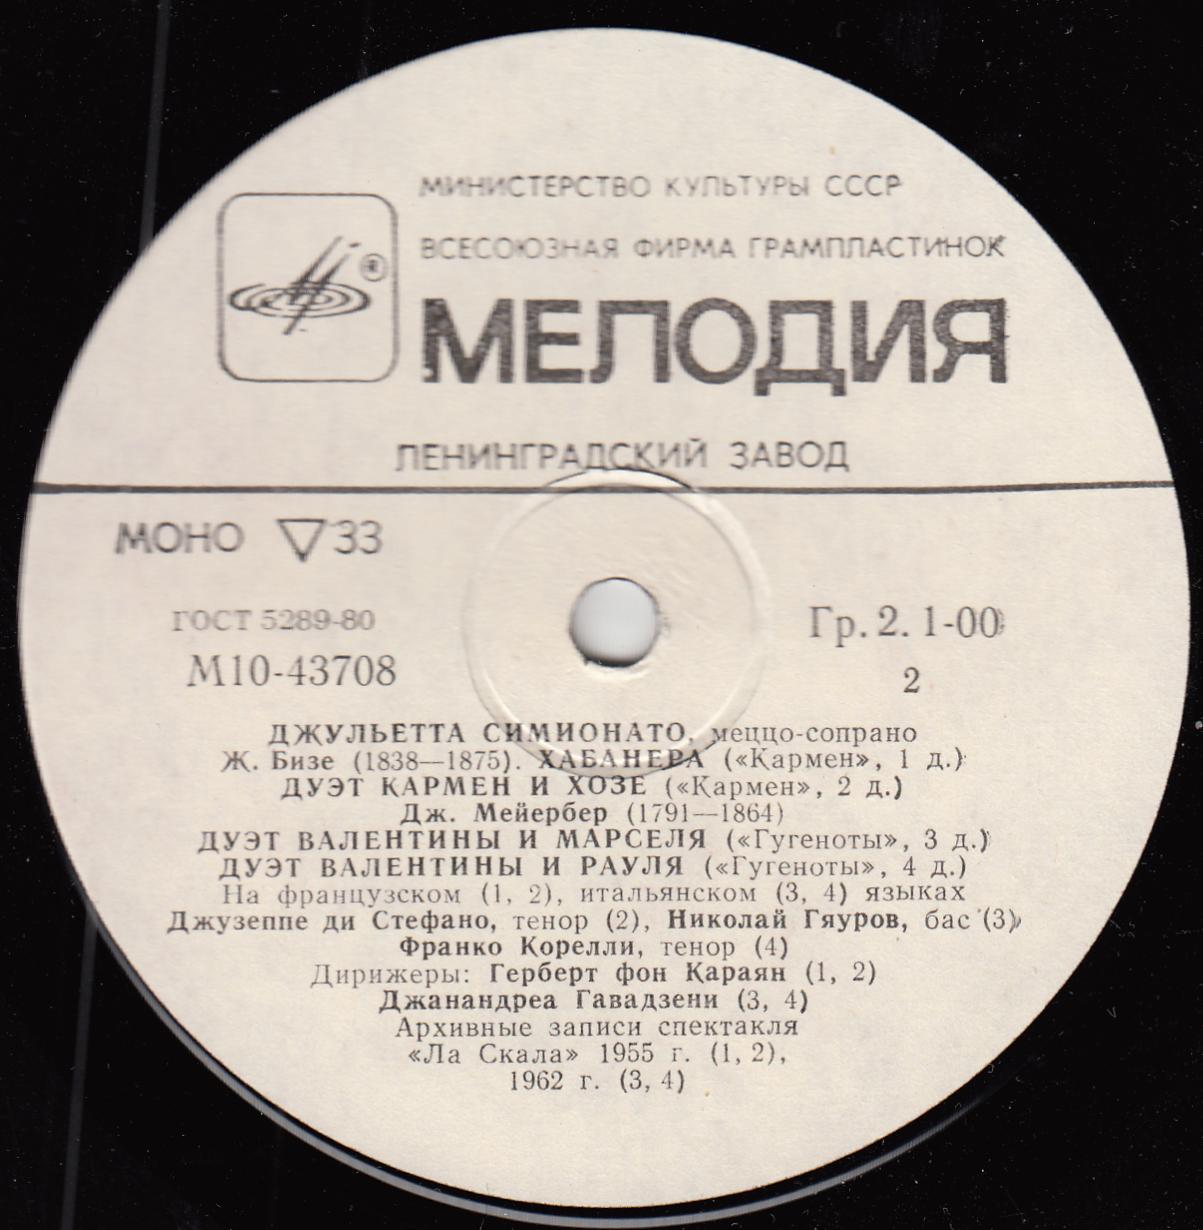 МИНИСТЕРСТВО КУЛЬТУРЫ СССР
ВСЕСОЮЗНАЯ ФИРМА ГРАМПЛАСТИНОК
®
МЕЛОДИЯ
ЛЕНИНГРАДСКИЙ ЗАВОД
МОНО ▽ 33
ГОСТ 5289-80
Гр. 2. 1-00
М10-43708
2
ДЖУЛЬЕТТА СИМИОНАТО, меццо-сопрано
Ж. Бизе (1838—1875). ХАБАНЕРА («Кармен», 1 д.)
ДУЭТ КАРМЕН И ХОЗЕ («Кармен», 2 д.)
Дж. Мейербер (1791—1864)
ДУЭТ ВАЛЕНТИНЫ И МАРСЕЛЯ («Гугеноты», 3 д.)
ДУЭТ ВАЛЕНТИНЫ И РАУЛЯ («Гугеноты», 4 д.)
На французском (1, 2), итальянском (3, 4) языках
Джузеппе ди Стефано, тенор (2), Николай Гяуров, бас (3)
Франко Корелли, тенор (4)
Дирижеры: Герберт фон Караян (1, 2)
Джанандреа Гавадзени (3, 4)
Архивные записи спектакля
«Ла Скала» 1955 г. (1, 2),
1962 г. (3, 4)